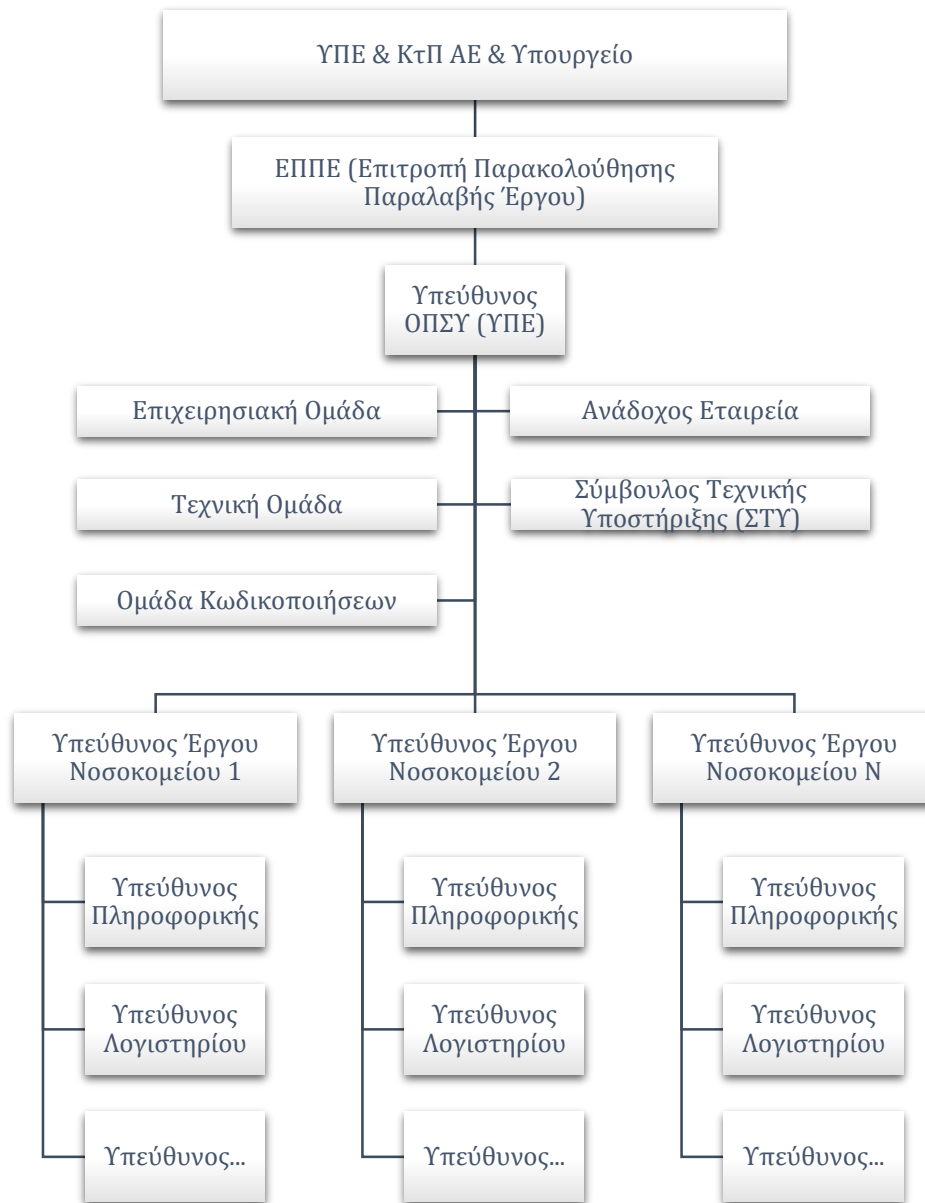 ΥΠΕ & ΚτΠ ΑΕ & Υπουργείο
ΕΠΠΕ (Επιτροπή Παρακολούθησης
Παραλαβής Έργου)
Υπεύθυνος
ΟΠΣΥ (ΥΠΕ)
Επιχειρησιακή Ομάδα
Ανάδοχος Εταιρεία
Τεχνική Ομάδα
Σύμβουλος Τεχνικής
Υποστήριξης (ΣΤΥ)
Ομάδα Κωδικοποιήσεων
Υπεύθυνος Έργου
Νοσοκομείου 1
Υπεύθυνος
Πληροφορικής
Υπεύθυνος
Λογιστηρίου
Υπεύθυνος...
Υπεύθυνος Έργου
Νοσοκομείου 2
Υπεύθυνος
Πληροφορικής
Υπεύθυνος
Λογιστηρίου
Υπεύθυνος...
Υπεύθυνος Έργου
Νοσοκομείου Ν
Υπεύθυνος
Πληροφορικής
Υπεύθυνος
Λογιστηρίου
Υπεύθυνος...